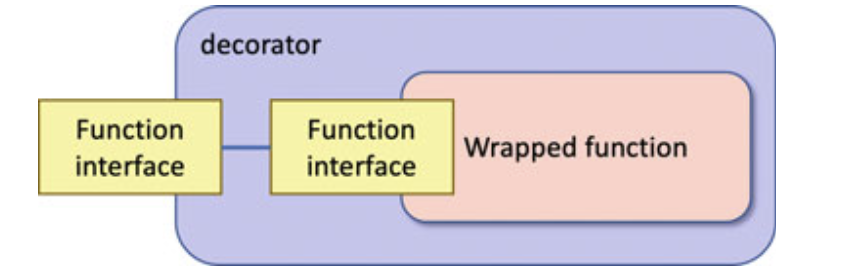 decorator
Function
interface
Function
interface
Wrapped function